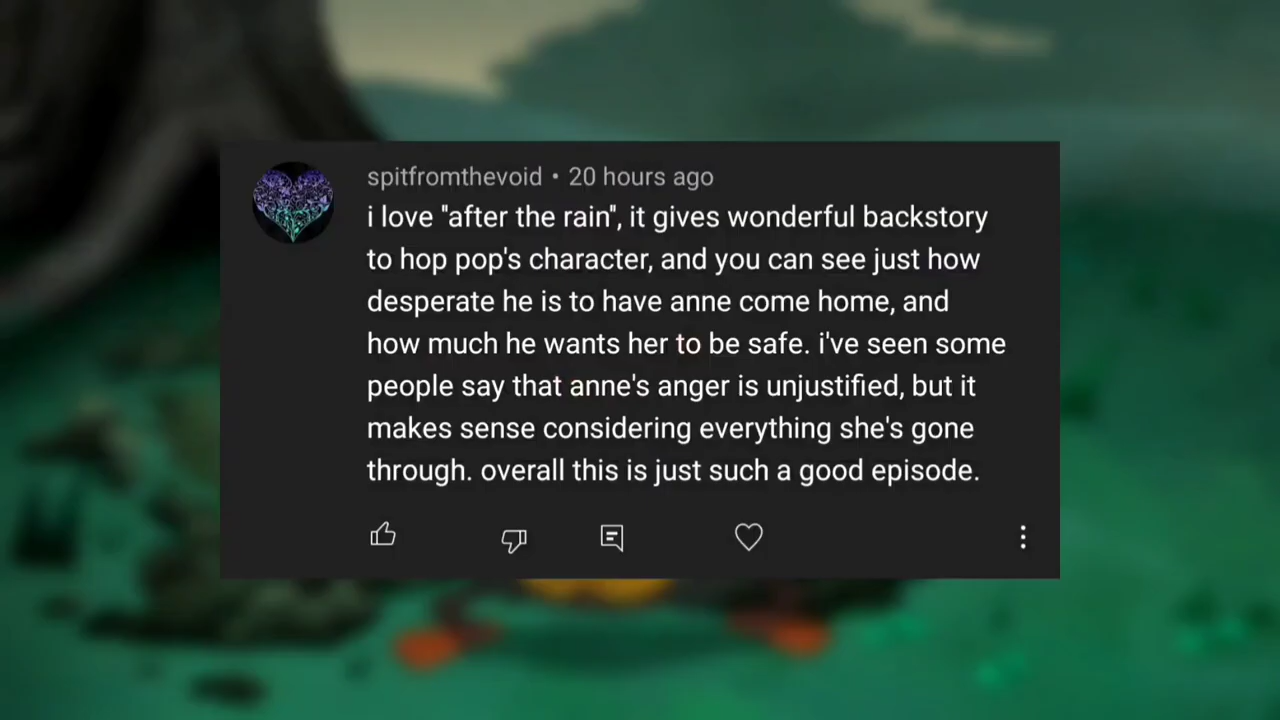 spitfromthevoid • 20 hours ago
i love "after the rain", it gives wonderful backstory
to hop pop's character, and you can see just how
desperate he is to have anne come home, and
how much he wants her to be safe. i've seen some
people say that anne's anger is unjustified, but it
makes sense considering everything she's gone
through. overall this is just such a good episode.